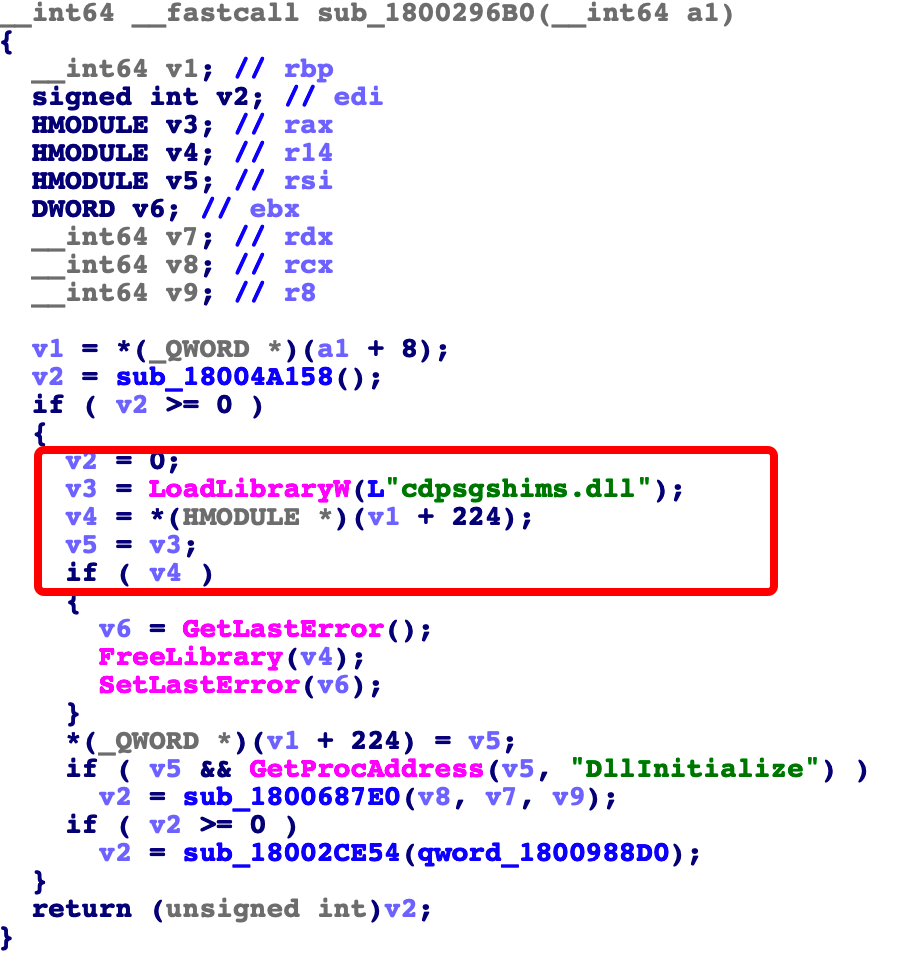 __int64 __fastcall sub_1800296B0(__int64 a1)
{
  __int64 v1; // rbp
  signed int v2; // edi
  HMODULE v3; // rax
  HMODULE v4; // r14
  HMODULE v5; // rsi
  DWORD v6; // ebx
  __int64 v7; // rdx
  __int64 v8; // rcx
  __int64 v9; // r8

  v1 = *(_QWORD *)(a1 + 8);
  v2 = sub_18004A158();
  if ( v2 >= 0 )
  {
    v2 = 0;
    v3 = LoadLibraryW(L"cdpsgshims.dll");
    v4 = *(HMODULE *)(v1 + 224);
    v5 = v3;
    if ( v4 )
    {
      v6 = GetLastError();
      FreeLibrary(v4);
      SetLastError(v6);
    }
    *(_QWORD *)(v1 + 224) = v5;
    if ( v5 && GetProcAddress(v5, "DllInitialize") )
      v2 = sub_1800687E0(v8, v7, v9);
    if ( v2 >= 0 )
      v2 = sub_18002CE54(qword_1800988D0);
  }
  return (unsigned int)v2;
}